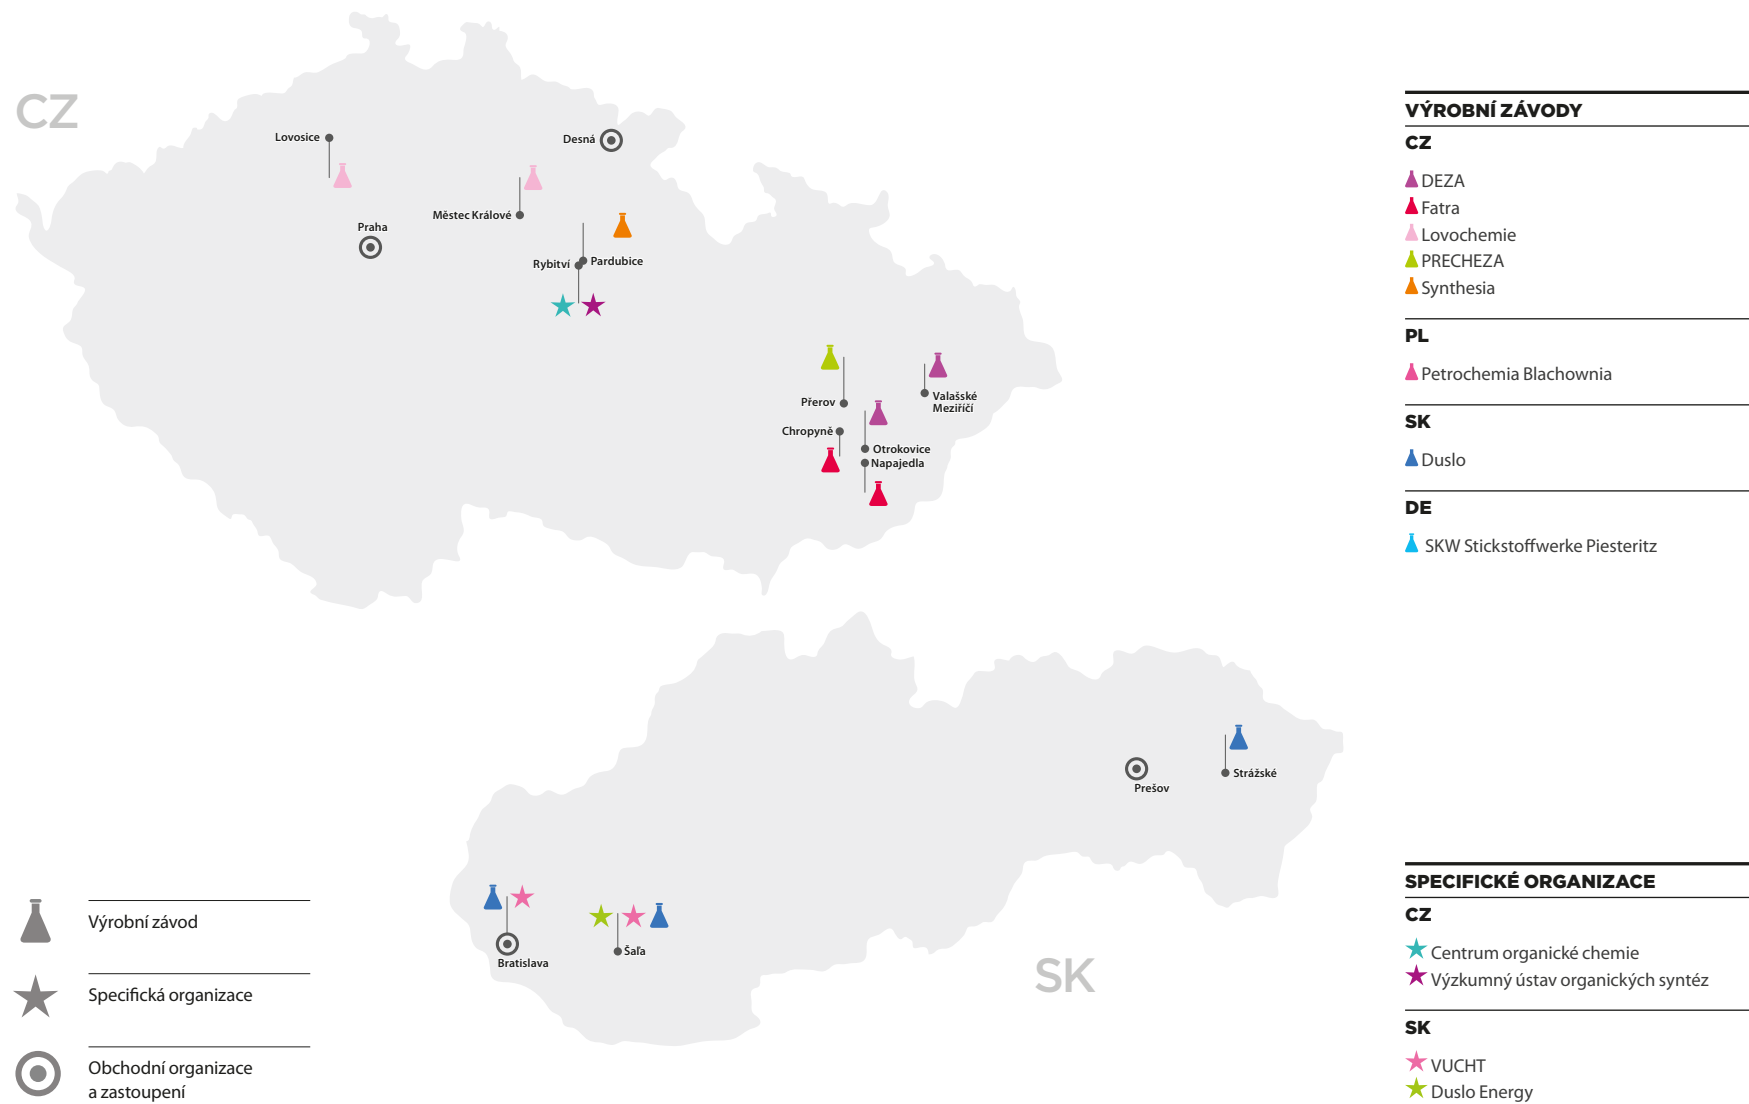 CZ
Lovosice
Desná
Městec Králové
Praha
Rybitví
Pardubice
Přerov
Valašské
Meziříčí
Chropyně
Otrokovice
Napajedla
Prešov
Strážské
Bratislava
Šaľa
SK
Výrobní závod
Specifická organizace
Obchodní organizace
a zastoupení
VÝROBNÍ ZÁVODY
CZ
DEZA
Fatra
Lovochemie
PRECHEZA
Synthesia
PL
Petrochemia Blachownia
SK
Duslo
DE
SKW Stickstoffwerke Piesteritz
SPECIFICKÉ ORGANIZACE
CZ
Centrum organické chemie
Výzkumný ústav organických syntéz
SK
VUCHT
Duslo Energy